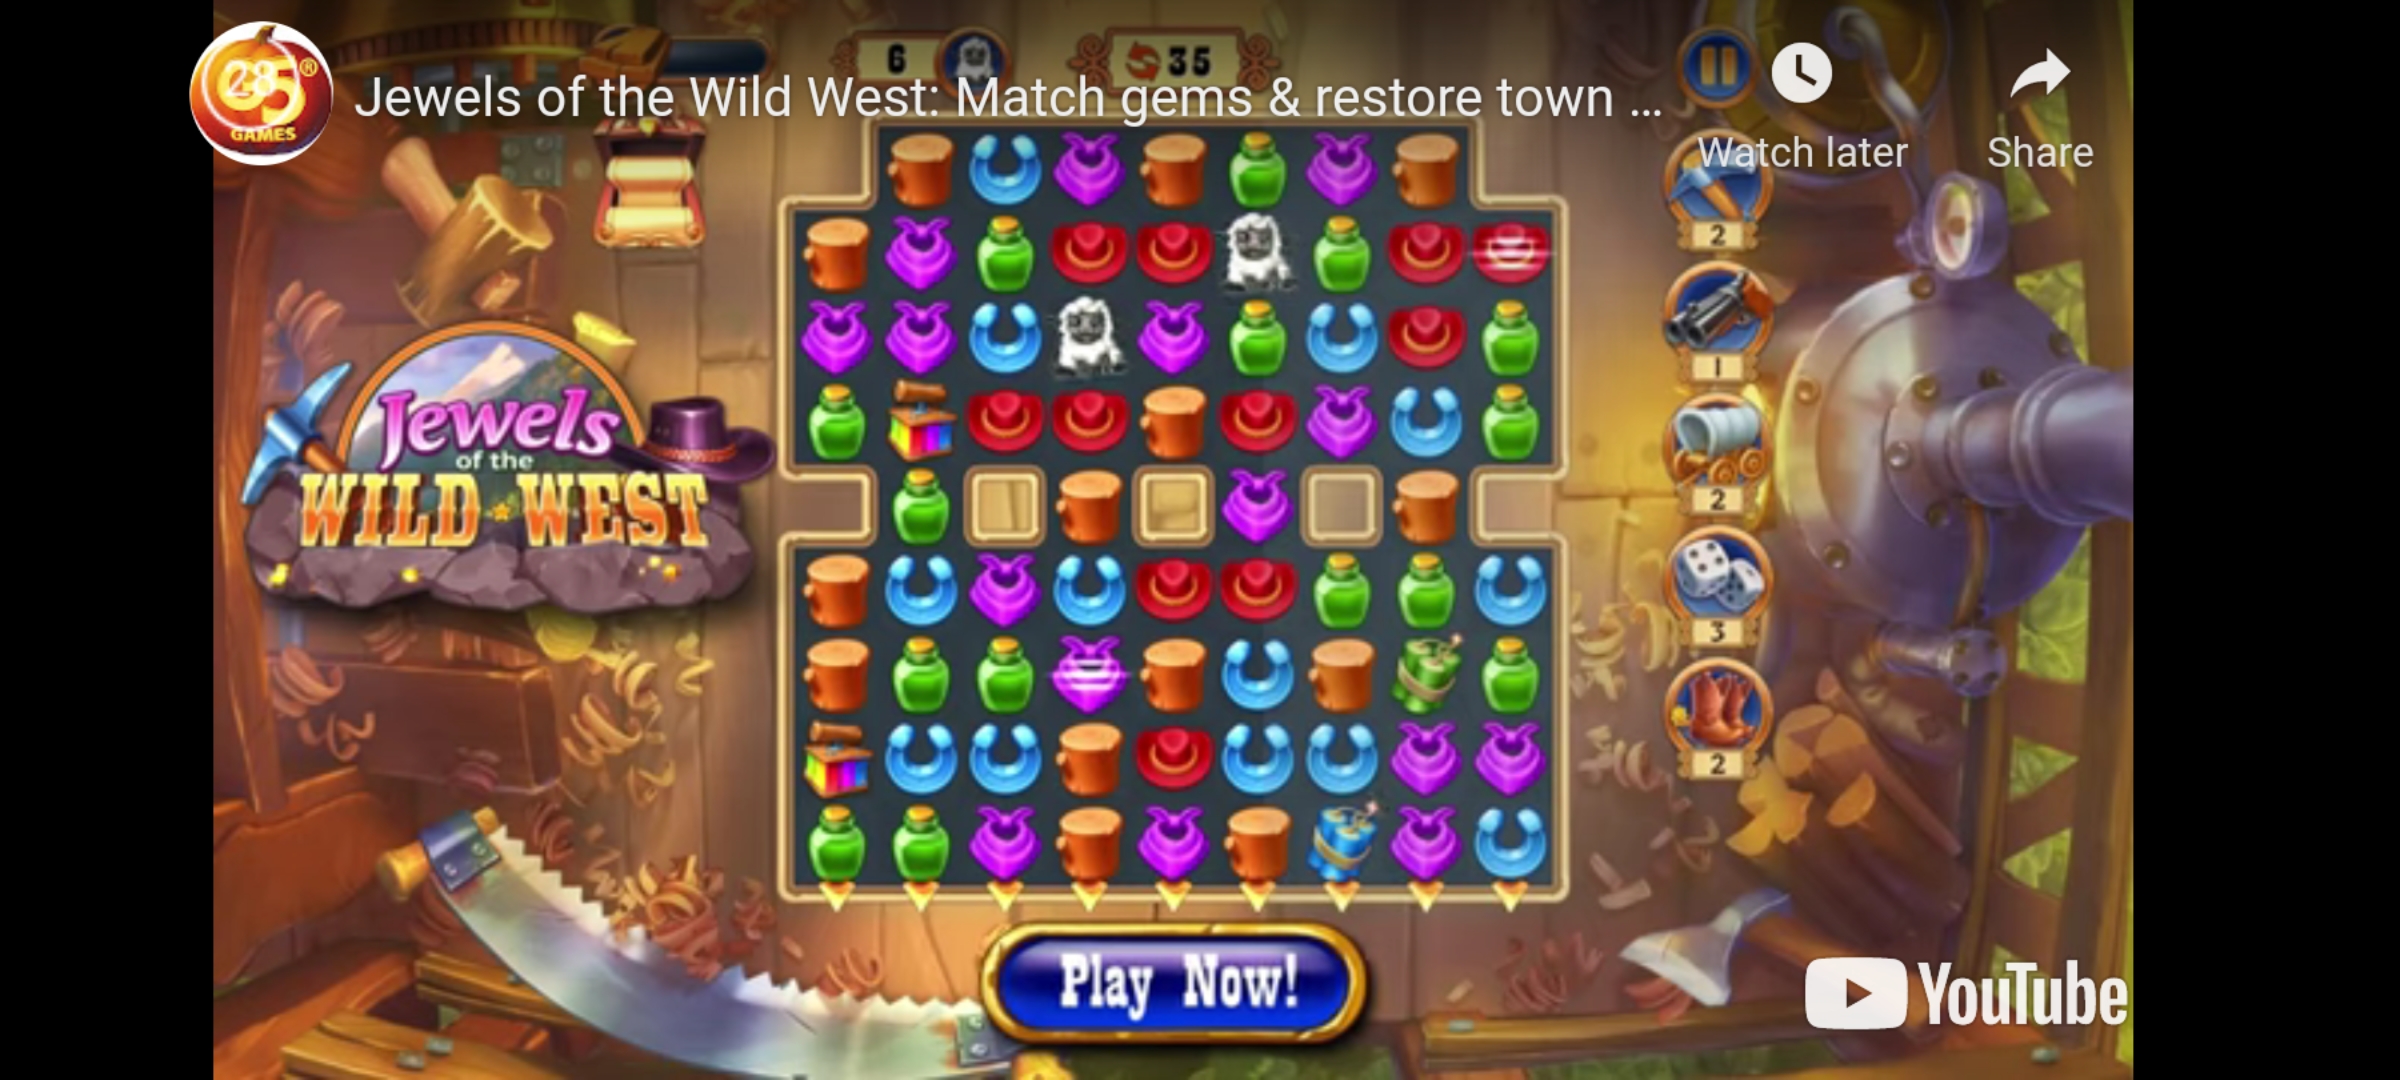 6
35
285®
GAMES
Jewels of the Wild West: Match gems & restore town ...
Watch later
Share
2
1
2
3
2
Jewels
of the
WILD WEST
Play Now!
YouTube